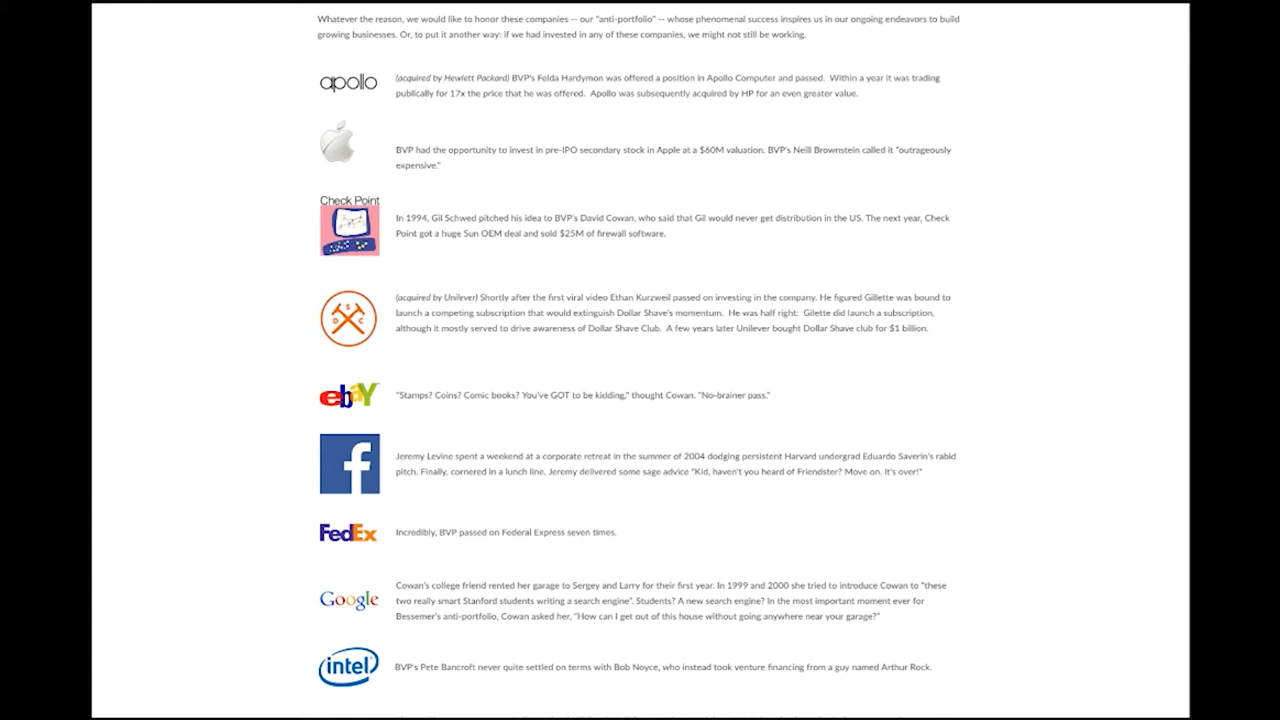 Whatever the reason, we would like to honor these companies -- our "anti-portfolio" -- whose phenomenal success inspires us in our ongoing endeavors to build
growing businesses. Or, to put it another way: if we had invested in any of these companies, we might not still be working.
apollo
(acquired by Hewlett Packard) BVP's Felda Hardymon was offered a position in Apollo Computer and passed. Within a year it was trading
publically for 17x the price that he was offered. Apollo was subsequently acquired by HP for an even greater value.
BVP had the opportunity to invest in pre-IPO secondary stock in Apple at a $60M valuation. BVP's Neill Brownstein called it "outrageously
expensive."
Check Point
In 1994, Gil Schwed pitched his idea to BVP's David Cowan, who said that Gil would never get distribution in the US. The next year, Check
Point got a huge Sun OEM deal and sold $25M of firewall software.
D S C
(acquired by Unilever) Shortly after the first viral video Ethan Kurzweil passed on investing in the company. He figured Gillette was bound to
launch a competing subscription that would extinguish Dollar Shave's momentum. He was half right: Gilette did launch a subscription,
although it mostly served to drive awareness of Dollar Shave Club. A few years later Unilever bought Dollar Shave club for $1 billion.
ebaY
"Stamps? Coins? Comic books? You've GOT to be kidding," thought Cowan. "No-brainer pass."
f
Jeremy Levine spent a weekend at a corporate retreat in the summer of 2004 dodging persistent Harvard undergrad Eduardo Saverin's rabid
pitch. Finally, cornered in a lunch line, Jeremy delivered some sage advice "Kid, haven't you heard of Friendster? Move on. It's over!"
FedEx
Incredibly, BVP passed on Federal Express seven times.
Google
Cowan's college friend rented her garage to Sergey and Larry for their first year. In 1999 and 2000 she tried to introduce Cowan to "these
two really smart Stanford students writing a search engine". Students? A new search engine? In the most important moment ever for
Bessemer's anti-portfolio, Cowan asked her, "How can I get out of this house without going anywhere near your garage?"
intel
BVP's Pete Bancroft never quite settled on terms with Bob Noyce, who instead took venture financing from a guy named Arthur Rock.